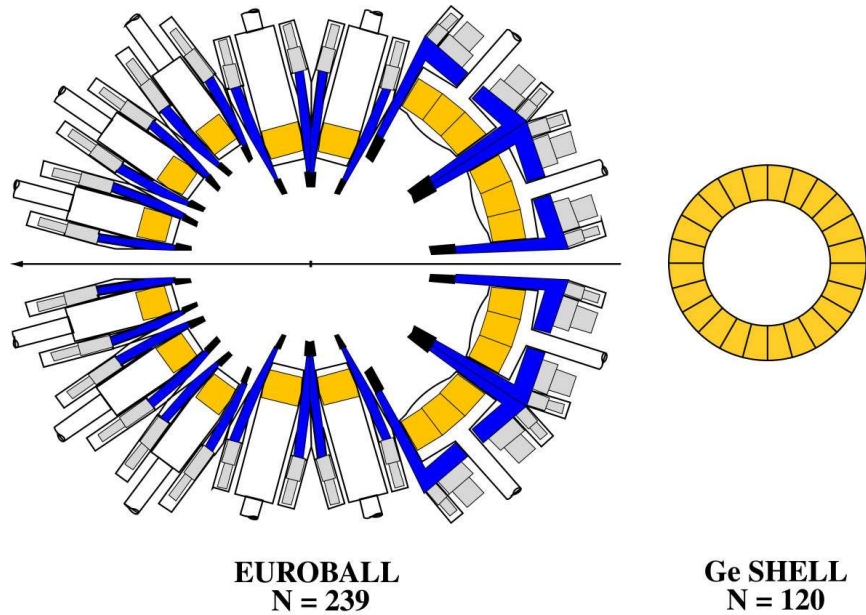 EUROBALL
N = 239
Ge SHELL
N = 120